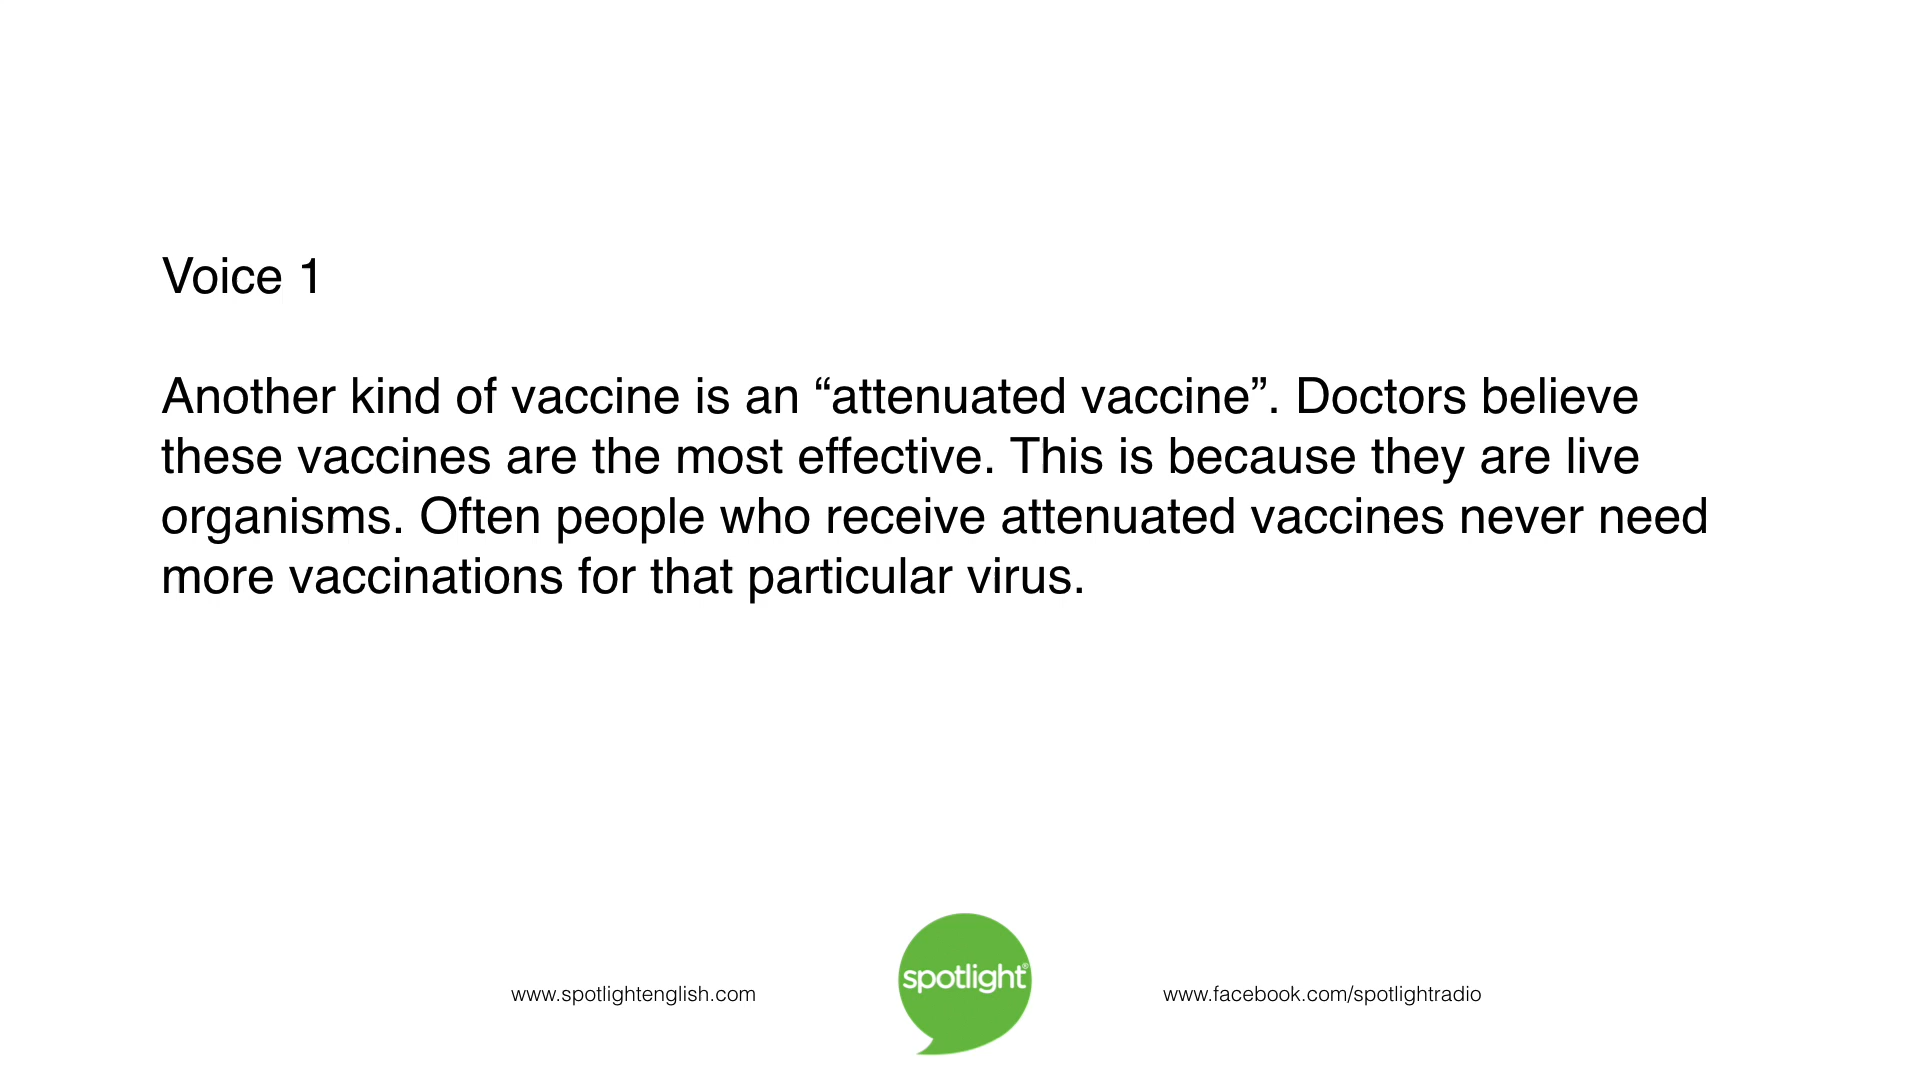 Voice 1
Another kind of vaccine is an “attenuated vaccine”. Doctors believe
these vaccines are the most effective. This is because they are live
organisms. Often people who receive attenuated vaccines never need
more vaccinations for that particular virus.
www.spotlightenglish.com
spotlight®
www.facebook.com/spotlightradio